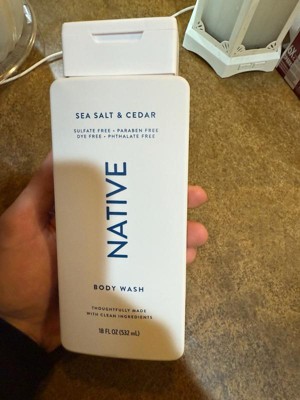 SEA SALT & CEDAR
SULFATE FREE • PARABEN FREE
DYE FREE • PHTHALATE FREE
NATIVE
BODY WASH
THOUGHTFULLY MADE
WITH CLEAN INGREDIENTS
18 FL OZ (532 mL)